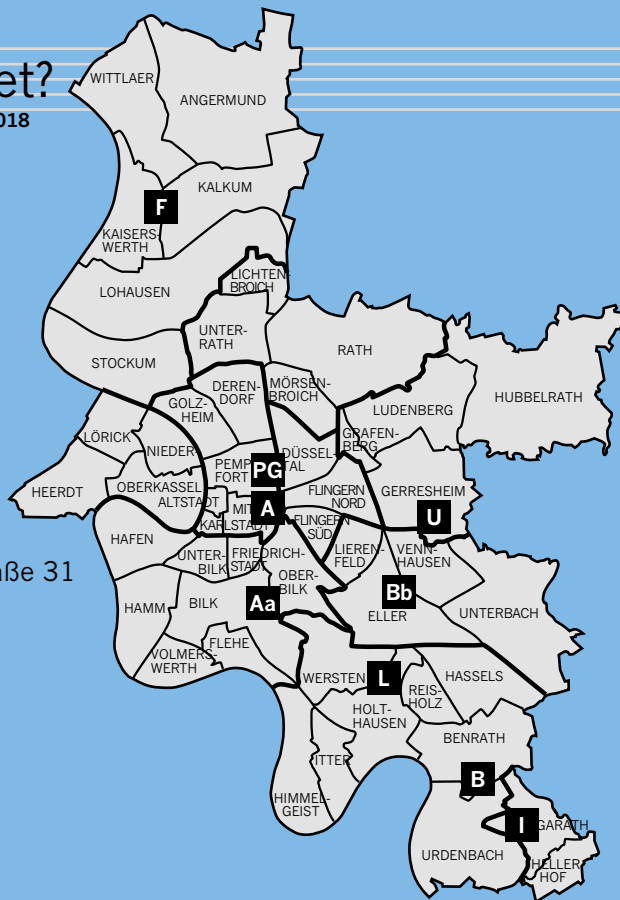 et?
018
WITTLAER
ANGERMUND
KALKUM
F
KAISERS-
WERTH
LICHTEN-
BROICH
LOHAUSEN
UNTER-
RATH
RATH
STOCKUM
HUBBELRATH
DEREN-
DORF
MÖRSEN-
BROICH
GOLZ-
HEIM
LUDENBERG
LÖRICK
GRAFEN-
BERG
NIEDER-
DÜSSEL-
TAL
PEMP
FORT
PG
HEERDT
OBERKASSEL
ALTSTADT
FLINGERN
NORD
GERRESHEIM
A
MIT
KARLSTADT
FLINGERN
SÜD
U
HAFEN
UNTER-
BILK
FRIEDRICH-
STADT
LIEREN-
FELD
VENN-
HAUSEN
ße 31
OBER-
BILK
Bb
HAMM
BILK
Aa
ELLER
UNTERBACH
FLEHE
VOLMERS-
WERTH
WERSTEN
L
HASSELS
REIS-
HOLZ
HOLT-
HAUSEN
BENRATH
ITTER
B
HIMMEL-
GEIST
I
GARATH
URDENBACH
HELLER-
HOF